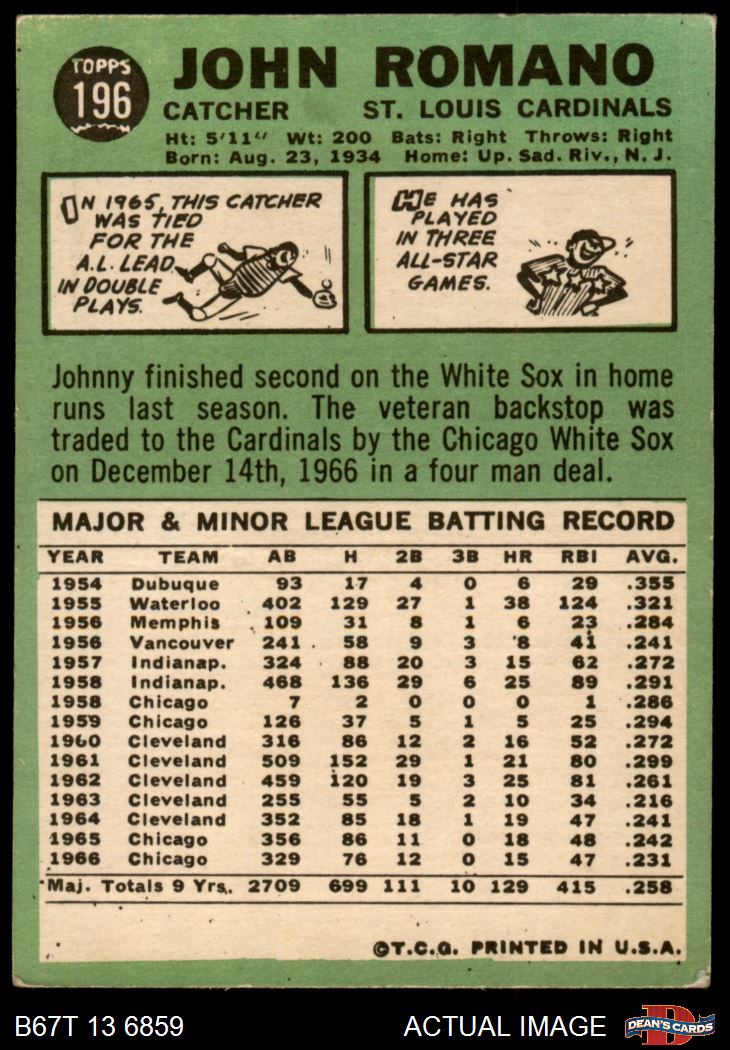 TOPPS
196
JOHN ROMANO
CATCHER ST. LOUIS CARDINALS
Ht: 5'11" Wt: 200 Bats: Right Throws: Right
Born: Aug. 23, 1934 Home: Up. Sad. Riv., N. J.
IN 1965, THIS CATCHER
WAS TIED
FOR THE
A.L. LEAD
IN DOUBLE
PLAYS.
HE HAS
PLAYED
IN THREE
ALL-STAR
GAMES.
Johnny finished second on the White Sox in home
runs last season. The veteran backstop was
traded to the Cardinals by the Chicago White Sox
on December 14th, 1966 in a four man deal.
MAJOR & MINOR LEAGUE BATTING RECORD
YEAR TEAM AB H 2B 3B HR RBI AVG.
1954 Dubuque 93 17 4 0 6 29 .355
1955 Waterloo 402 129 27 1 38 124 .321
1956 Memphis 109 31 8 1 6 23 .284
1956 Vancouver 241 58 9 3 8 41 .241
1957 Indianap. 324 88 20 3 15 62 .272
1958 Indianap. 468 136 29 6 25 89 .291
1958 Chicago 7 2 0 0 0 1 .286
1959 Chicago 126 37 5 1 5 25 .294
1960 Cleveland 316 86 12 2 16 52 .272
1961 Cleveland 509 152 29 1 21 80 .299
1962 Cleveland 459 120 19 3 25 81 .261
1963 Cleveland 255 55 5 2 10 34 .216
1964 Cleveland 352 85 18 1 19 47 .241
1965 Chicago 356 86 11 0 18 48 .242
1966 Chicago 329 76 12 0 15 47 .231
Maj. Totals 9 Yrs. 2709 699 111 10 129 415 .258
©T.C.G. PRINTED IN U.S.A.
B67T 13 6859 ACTUAL IMAGE
D
DEAN'S CARDS